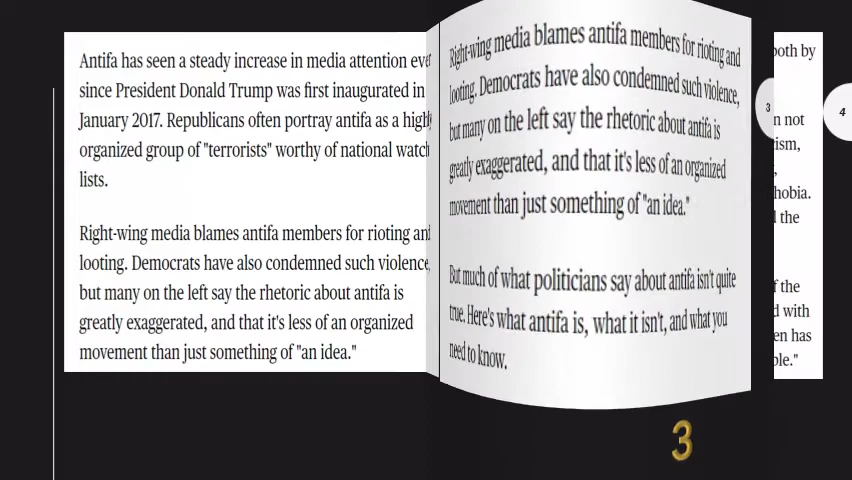 Antifa has seen a steady increase in media attention ever
since President Donald Trump was first inaugurated in
January 2017. Republicans often portray antifa as a highly
organized group of "terrorists" worthy of national watch
lists.
Right-wing media blames antifa members for rioting and
looting. Democrats have also condemned such violence,
but many on the left say the rhetoric about antifa is
greatly exaggerated, and that it's less of an organized
movement than just something of "an idea."
Right-wing media blames antifa members for rioting and
looting. Democrats have also condemned such violence,
but many on the left say the rhetoric about antifa is
greatly exaggerated, and that it's less of an organized
movement than just something of "an idea."
But much of what politicians say about antifa isn't quite
true. Here's what antifa is, what it isn't, and what you
need to know.
both by
not
the
the
with
has
3
4
3